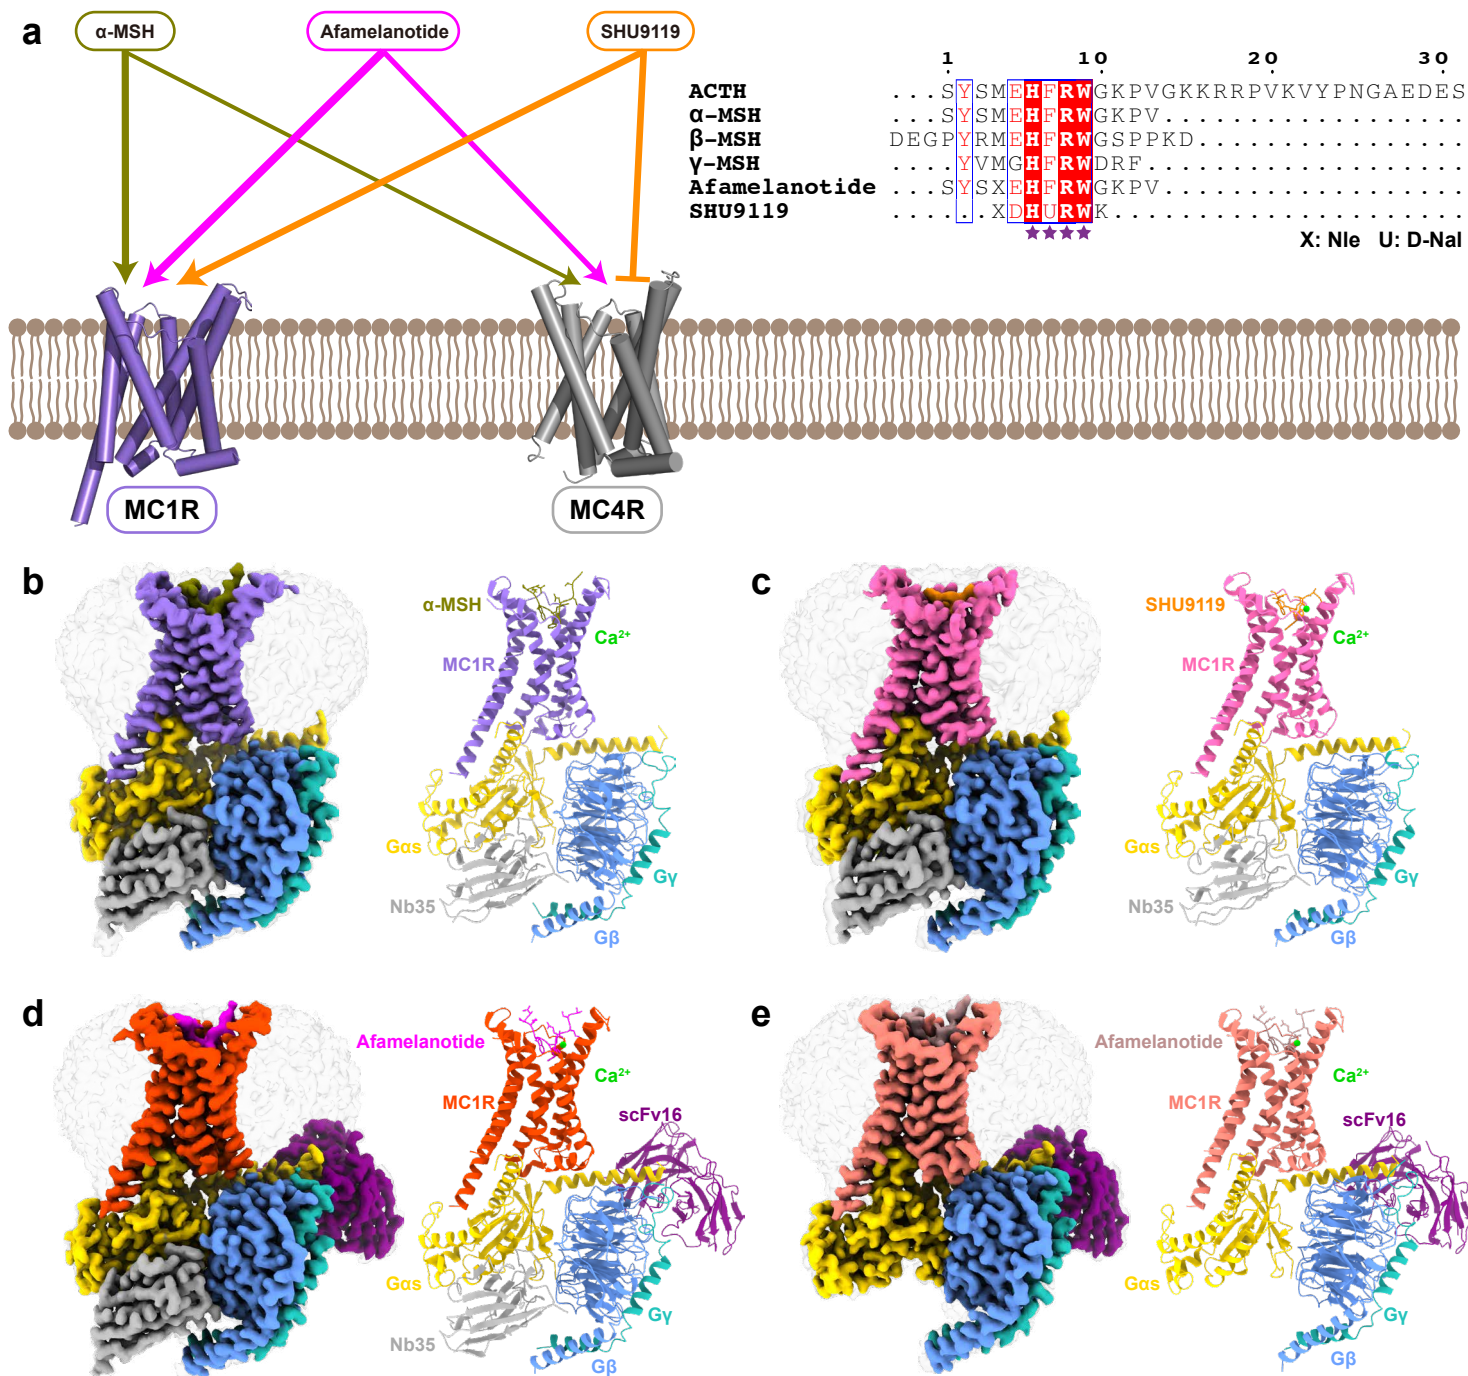 a
α-MSH
Afamelanotide
SHU9119
1 10 20 30
ACTH ...SYSMEHFRWGKPVGKKRRPVKVYPNGAEDES
α-MSH ...SYSMEHFRWGKPV..................
β-MSH DEGPYRMEHFRWGSPPKD................
γ-MSH ....YVMGHFRWDRF...................
Afamelanotide ...SYSXEHFRWGKPV..................
SHU9119 ......XDHURWK.....................
X: Nle U: D-Nal
MC1R
MC4R
b
α-MSH
Ca²⁺
MC1R
Gαs
Gγ
Nb35
Gβ
c
SHU9119
Ca²⁺
MC1R
Gαs
Gγ
Nb35
Gβ
d
Afamelanotide
Ca²⁺
MC1R
scFv16
Gαs
Gγ
Nb35
Gβ
e
Afamelanotide
Ca²⁺
MC1R
scFv16
Gαs
Gγ
Gβ